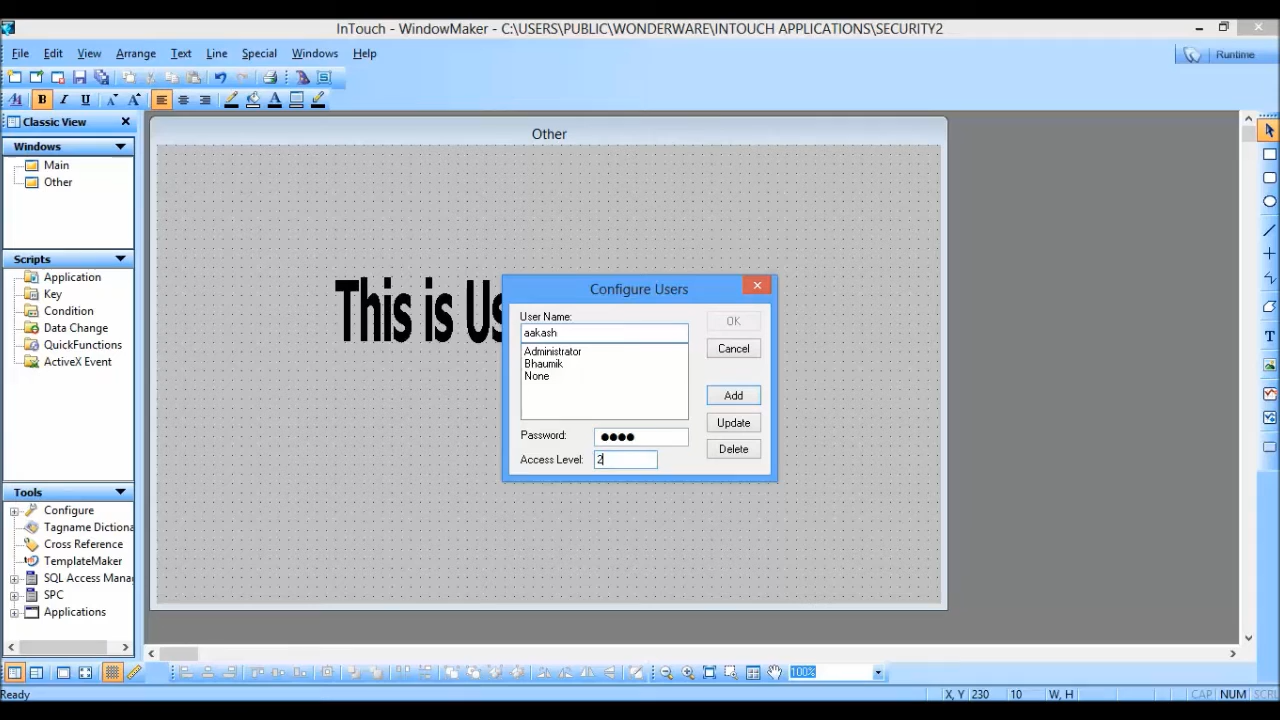 InTouch - WindowMaker - C:\USERS\PUBLIC\WONDERWARE\INTOUCH APPLICATIONS\SECURITY2
File Edit View Arrange Text Line Special Windows Help
Runtime
Classic View
Windows
Main
Other
Scripts
Application
Key
Condition
Data Change
QuickFunctions
ActiveX Event
Tools
Configure
Tagname Dictiona
Cross Reference
TemplateMaker
SQL Access Mana
SPC
Applications
Other
This is Us
Configure Users
User Name:
aakash
Administrator
Bhaumik
None
Password:
Access Level: 2
OK
Cancel
Add
Update
Delete
100%
Ready
X, Y 230 10 W, H CAP NUM SCRL